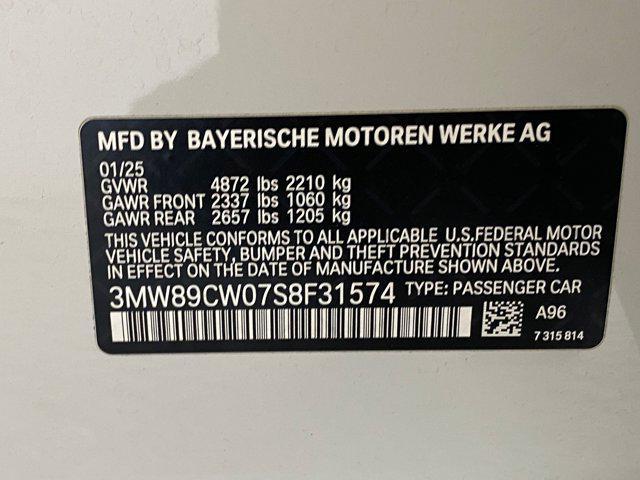 MFD BY BAYERISCHE MOTOREN WERKE AG
01/25
GVWR 4872 lbs 2210 kg
GAWR FRONT 2337 lbs 1060 kg
GAWR REAR 2657 lbs 1205 kg
THIS VEHICLE CONFORMS TO ALL APPLICABLE U.S.FEDERAL MOTOR
VEHICLE SAFETY, BUMPER AND THEFT PREVENTION STANDARDS
IN EFFECT ON THE DATE OF MANUFACTURE SHOWN ABOVE.
3MW89CW07S8F31574 TYPE: PASSENGER CAR
A96
7 315 814